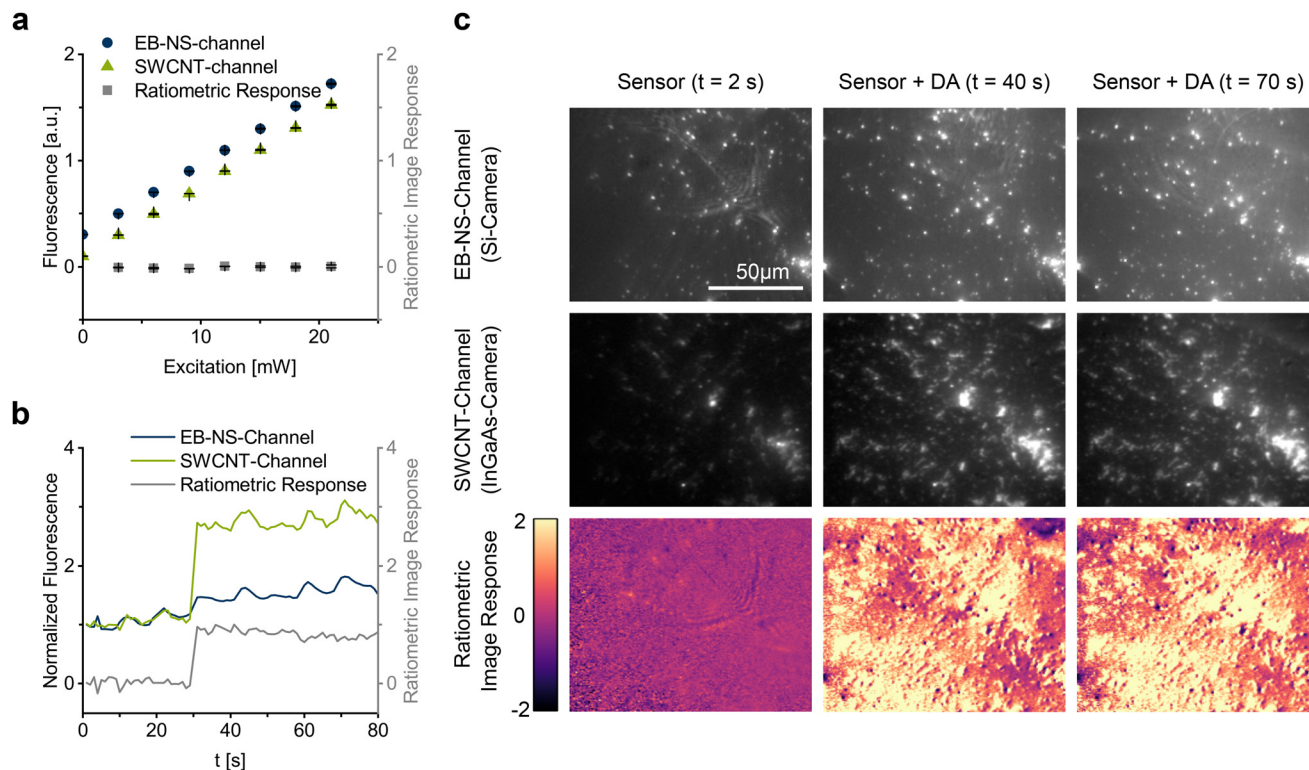 a
EB-NS-channel
SWCNT-channel
Ratiometric Response
2
1
0
Fluorescence [a.u.]
2
1
0
Ratiometric Image Response
0
10
20
Excitation [mW]
b
EB-NS-Channel
SWCNT-Channel
Ratiometric Response
4
2
0
Normalized Fluorescence
4
2
0
Ratiometric Image Response
0
20
40
60
80
t [s]
c
Sensor (t = 2 s)
Sensor + DA (t = 40 s)
Sensor + DA (t = 70 s)
EB-NS-Channel
(Si-Camera)
50µm
SWCNT-Channel
(InGaAs-Camera)
Ratiometric
Image Response
2
0
-2